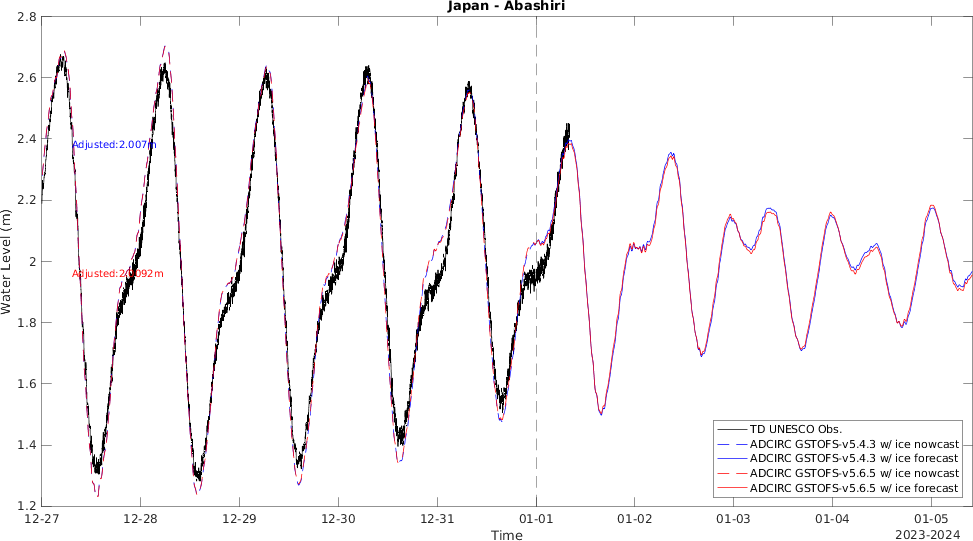 Japan - Abashiri
2.8
2.6
2.4
2.2
2
1.8
1.6
1.4
1.2
Water Level (m)
Adjusted:2.007m
Adjusted:2.0092m
12-27
12-28
12-29
12-30
12-31
01-01
01-02
01-03
01-04
01-05
Time
2023-2024
TD UNESCO Obs.
ADCIRC GSTOFS-v5.4.3 w/ ice nowcast
ADCIRC GSTOFS-v5.4.3 w/ ice forecast
ADCIRC GSTOFS-v5.6.5 w/ ice nowcast
ADCIRC GSTOFS-v5.6.5 w/ ice forecast